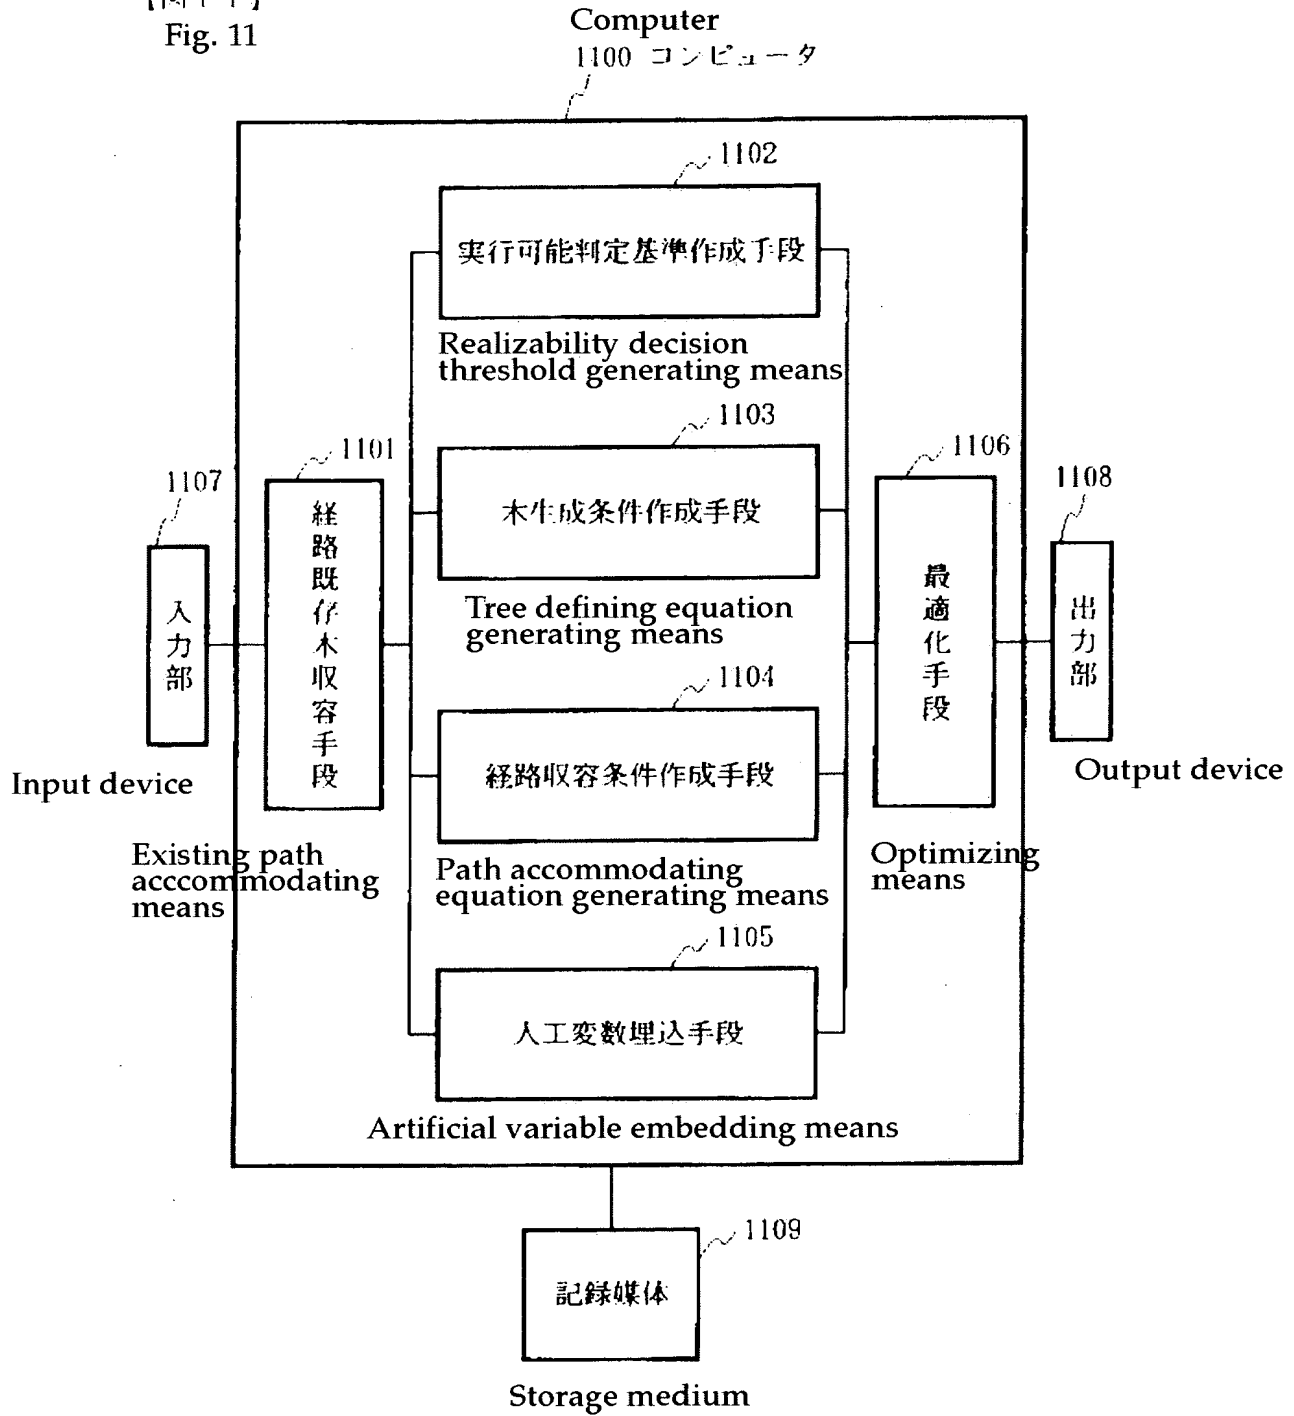 Fig. 11
Computer
1100 コンピュータ
1102
実行可能判定基準作成手段
Realizability decision
threshold generating means
1103
木生成条件作成手段
Tree defining equation
generating means
1101
経路既存木収容手段
Existing path
acccommodating
means
1107
入力部
Input device
1104
経路収容条件作成手段
Path accommodating
equation generating means
1106
最適化手段
Optimizing
means
1108
出力部
Output device
1105
人工変数埋込手段
Artificial variable embedding means
1109
記録媒体
Storage medium